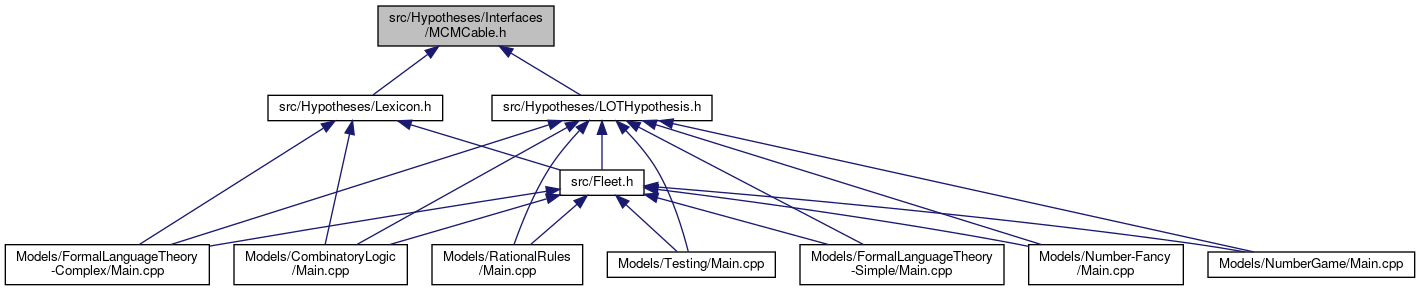 src/Hypotheses/Interfaces
/MCMCable.h
src/Hypotheses/Lexicon.h
src/Hypotheses/LOTHypothesis.h
src/Fleet.h
Models/FormalLanguageTheory
-Complex/Main.cpp
Models/CombinatoryLogic
/Main.cpp
Models/RationalRules
/Main.cpp
Models/Testing/Main.cpp
Models/FormalLanguageTheory
-Simple/Main.cpp
Models/Number-Fancy
/Main.cpp
Models/NumberGame/Main.cpp